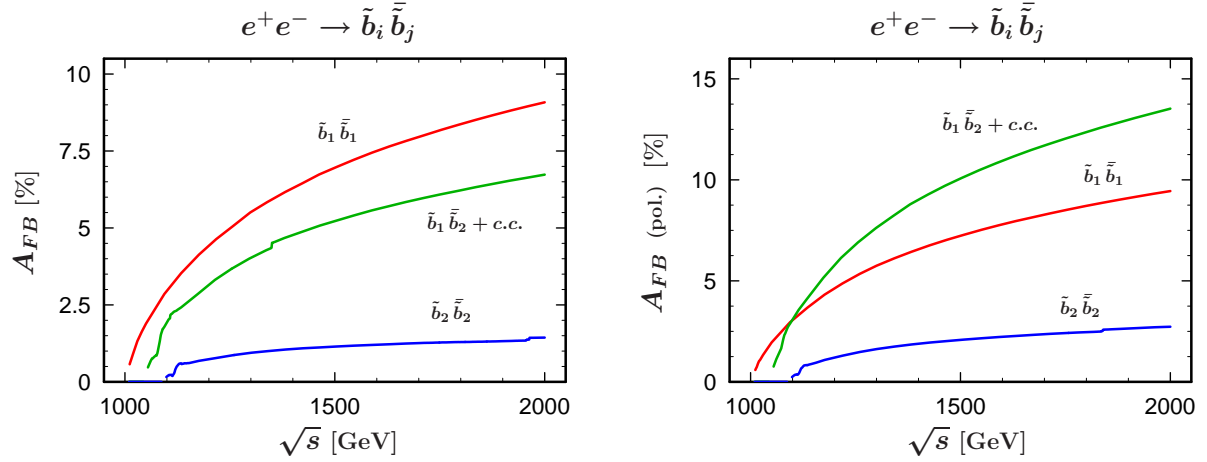 e⁺e⁻ → b̃ᵢ b̃̄ⱼ
A_FB [%]
10
7.5
5
2.5
0
b̃₁ b̃̄₁
b̃₁ b̃̄₂ + c.c.
b̃₂ b̃̄₂
1000 1500 2000
√s [GeV]
e⁺e⁻ → b̃ᵢ b̃̄ⱼ
A_FB (pol.) [%]
15
10
5
0
b̃₁ b̃̄₂ + c.c.
b̃₁ b̃̄₁
b̃₂ b̃̄₂
1000 1500 2000
√s [GeV]